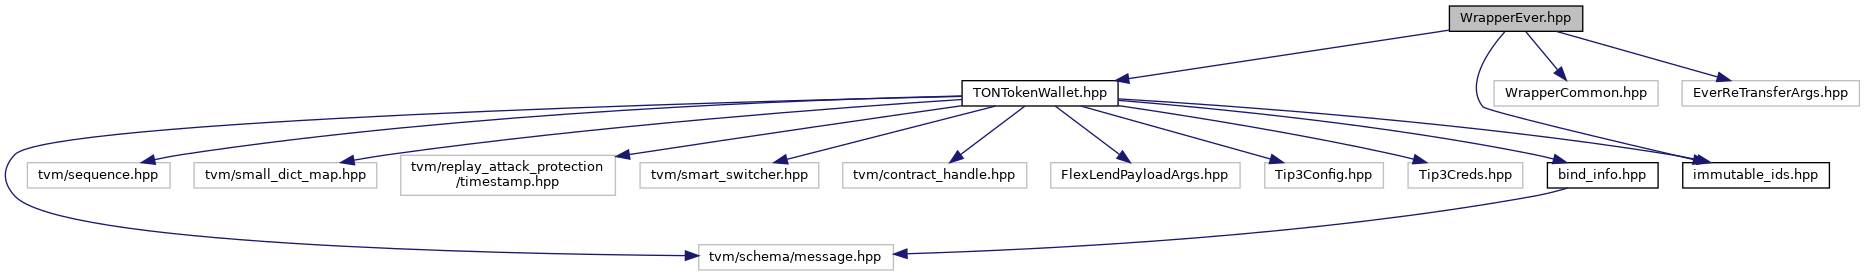 WrapperEver.hpp
TONTokenWallet.hpp
WrapperCommon.hpp
EverReTransferArgs.hpp
tvm/sequence.hpp
tvm/small_dict_map.hpp
tvm/replay_attack_protection
/timestamp.hpp
tvm/smart_switcher.hpp
tvm/contract_handle.hpp
FlexLendPayloadArgs.hpp
Tip3Config.hpp
Tip3Creds.hpp
bind_info.hpp
immutable_ids.hpp
tvm/schema/message.hpp